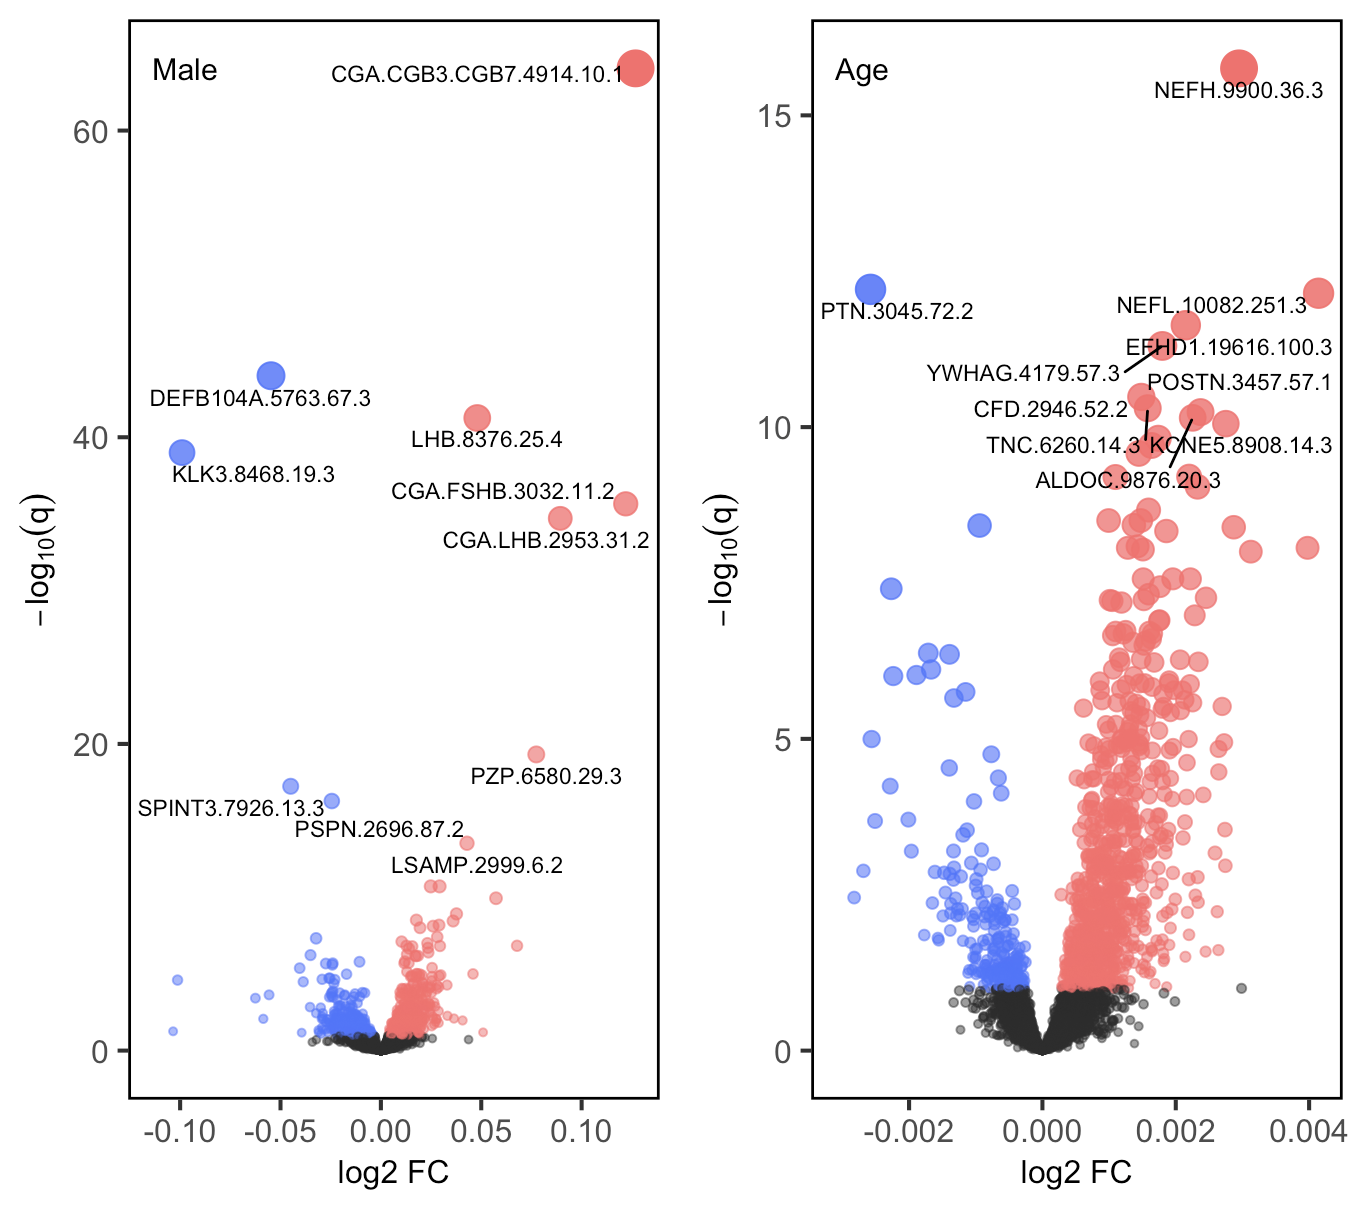 Male
CGA.CGB3.CGB7.4914.10.1
DEFB104A.5763.67.3
LHB.8376.25.4
KLK3.8468.19.3
CGA.FSHB.3032.11.2
CGA.LHB.2953.31.2
PZP.6580.29.3
SPINT3.7926.13.3
PSPN.2696.87.2
LSAMP.2999.6.2
60
40
20
0
−log10(q)
-0.10 -0.05 0.00 0.05 0.10
log2 FC
Age
NEFH.9900.36.3
PTN.3045.72.2
NEFL.10082.251.3
EFHD1.19616.100.3
YWHAG.4179.57.3
POSTN.3457.57.1
CFD.2946.52.2
TNC.6260.14.3
KCNE5.8908.14.3
ALDOC.9876.20.3
15
10
5
0
−log10(q)
-0.002 0.000 0.002 0.004
log2 FC